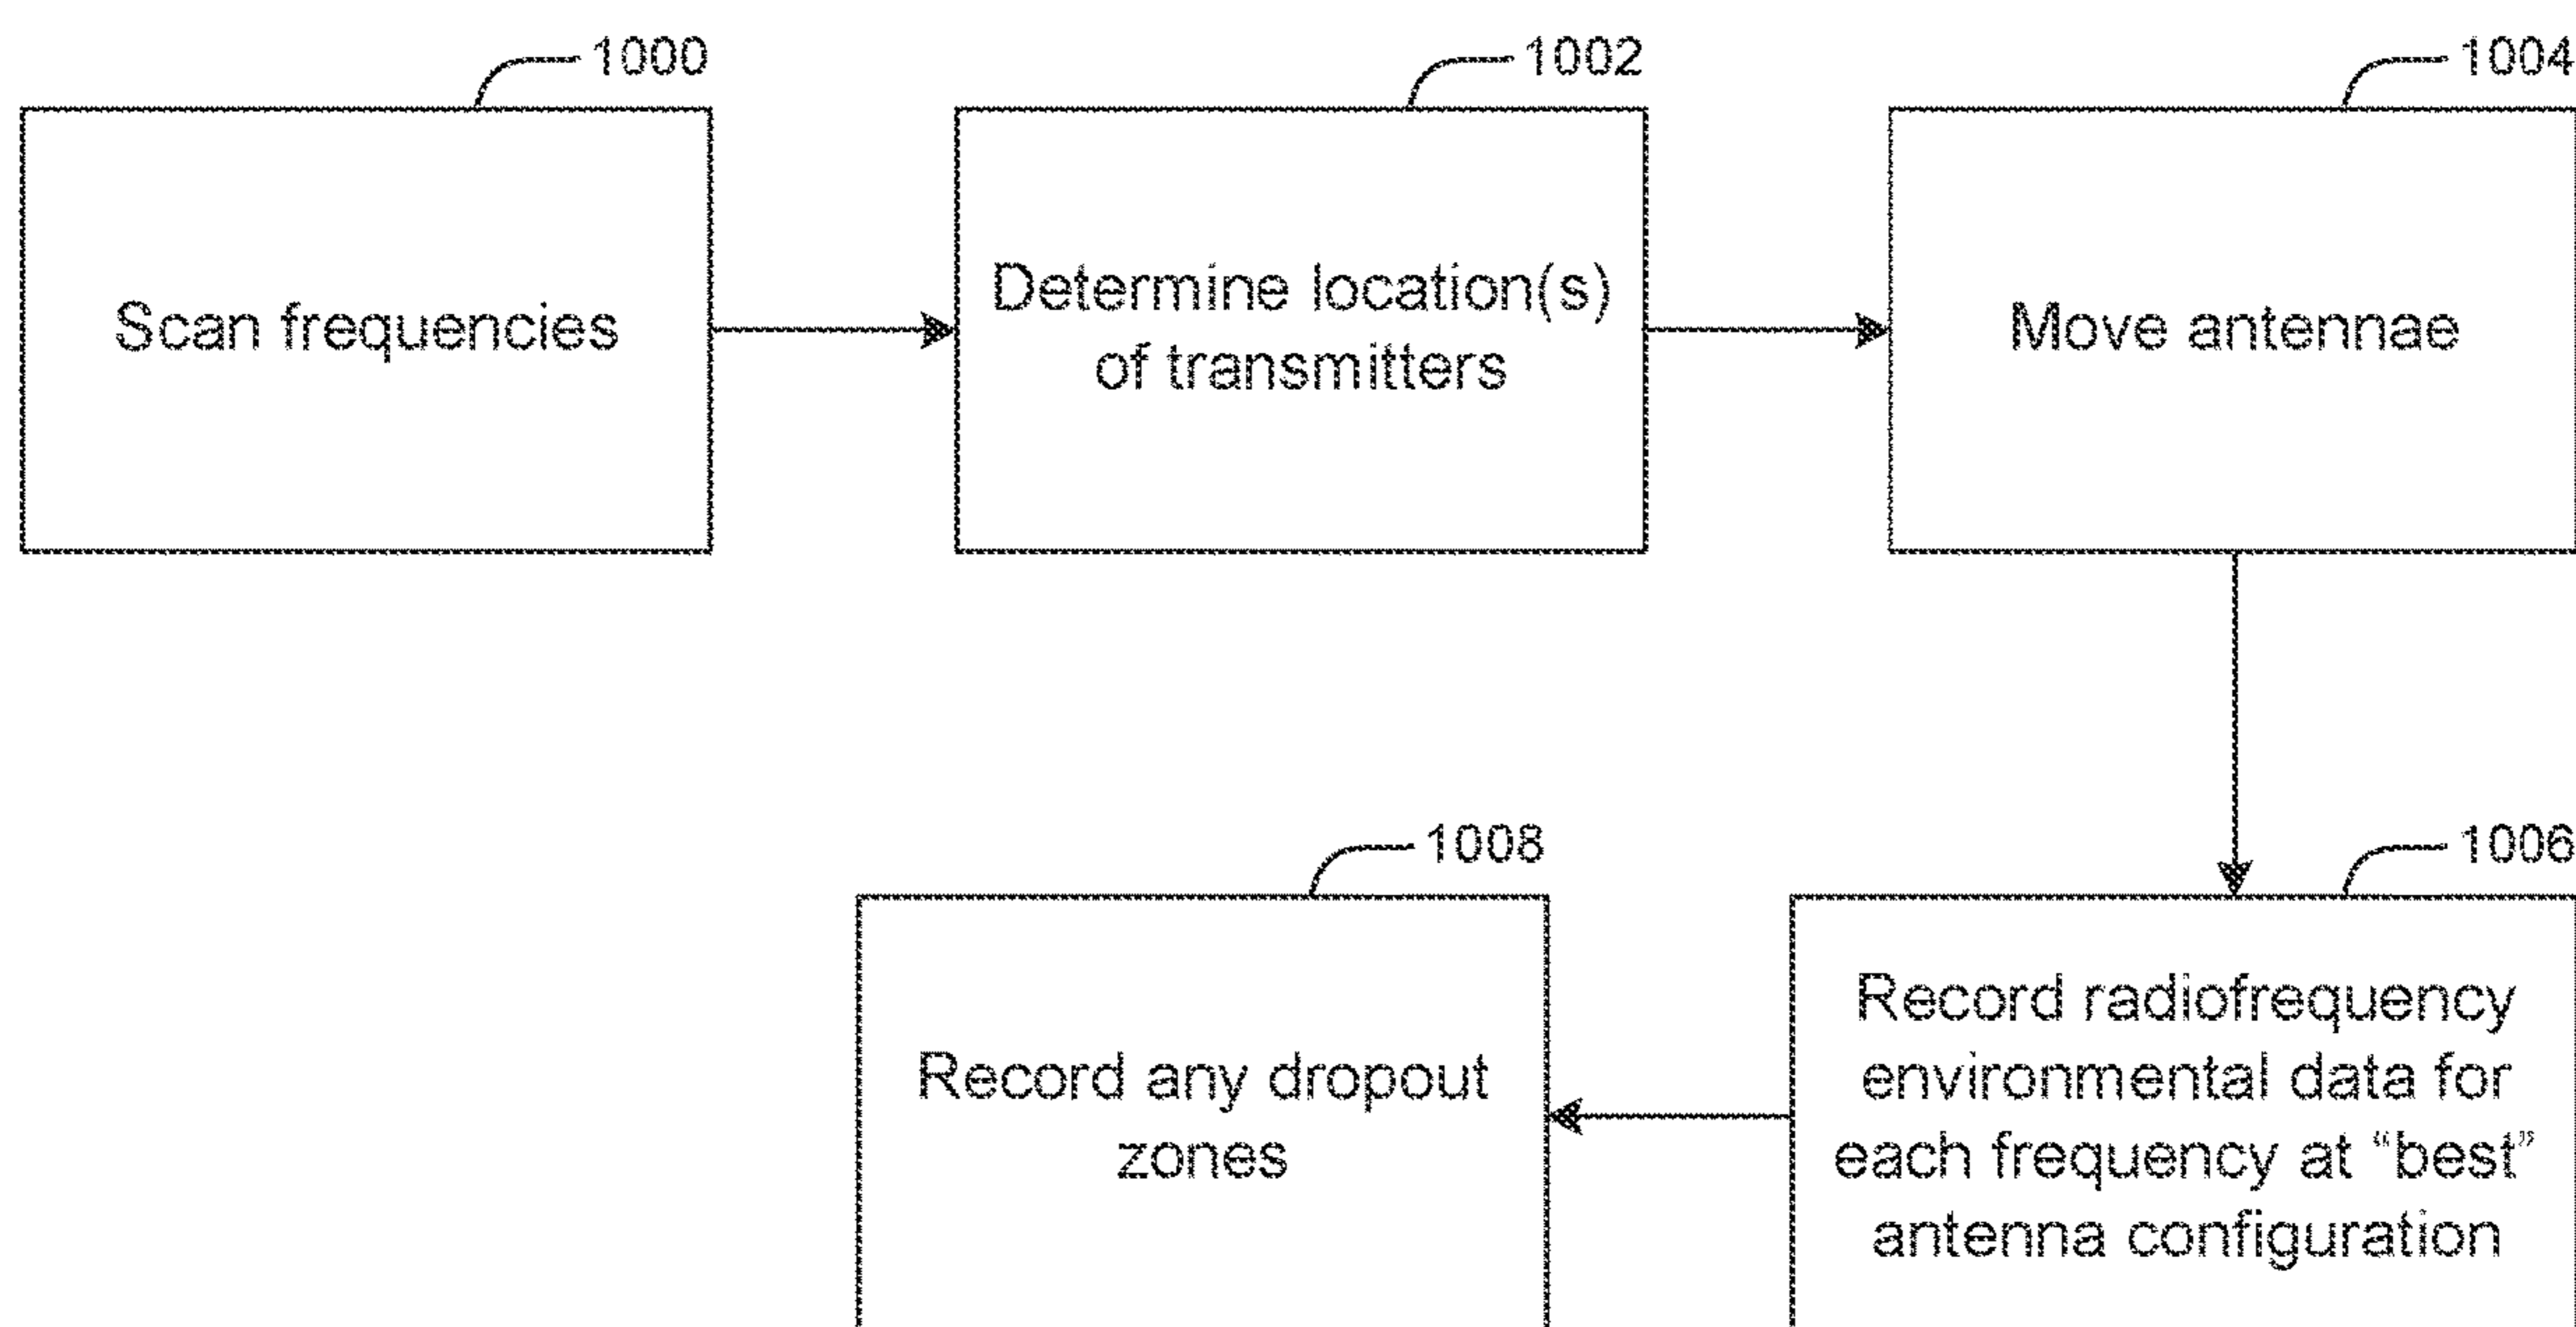 1000
Scan frequencies
1002
Determine location(s)
of transmitters
1004
Move antennae
1006
Record radiofrequency
environmental data for
each frequency at “best”
antenna configuration
1008
Record any dropout
zones